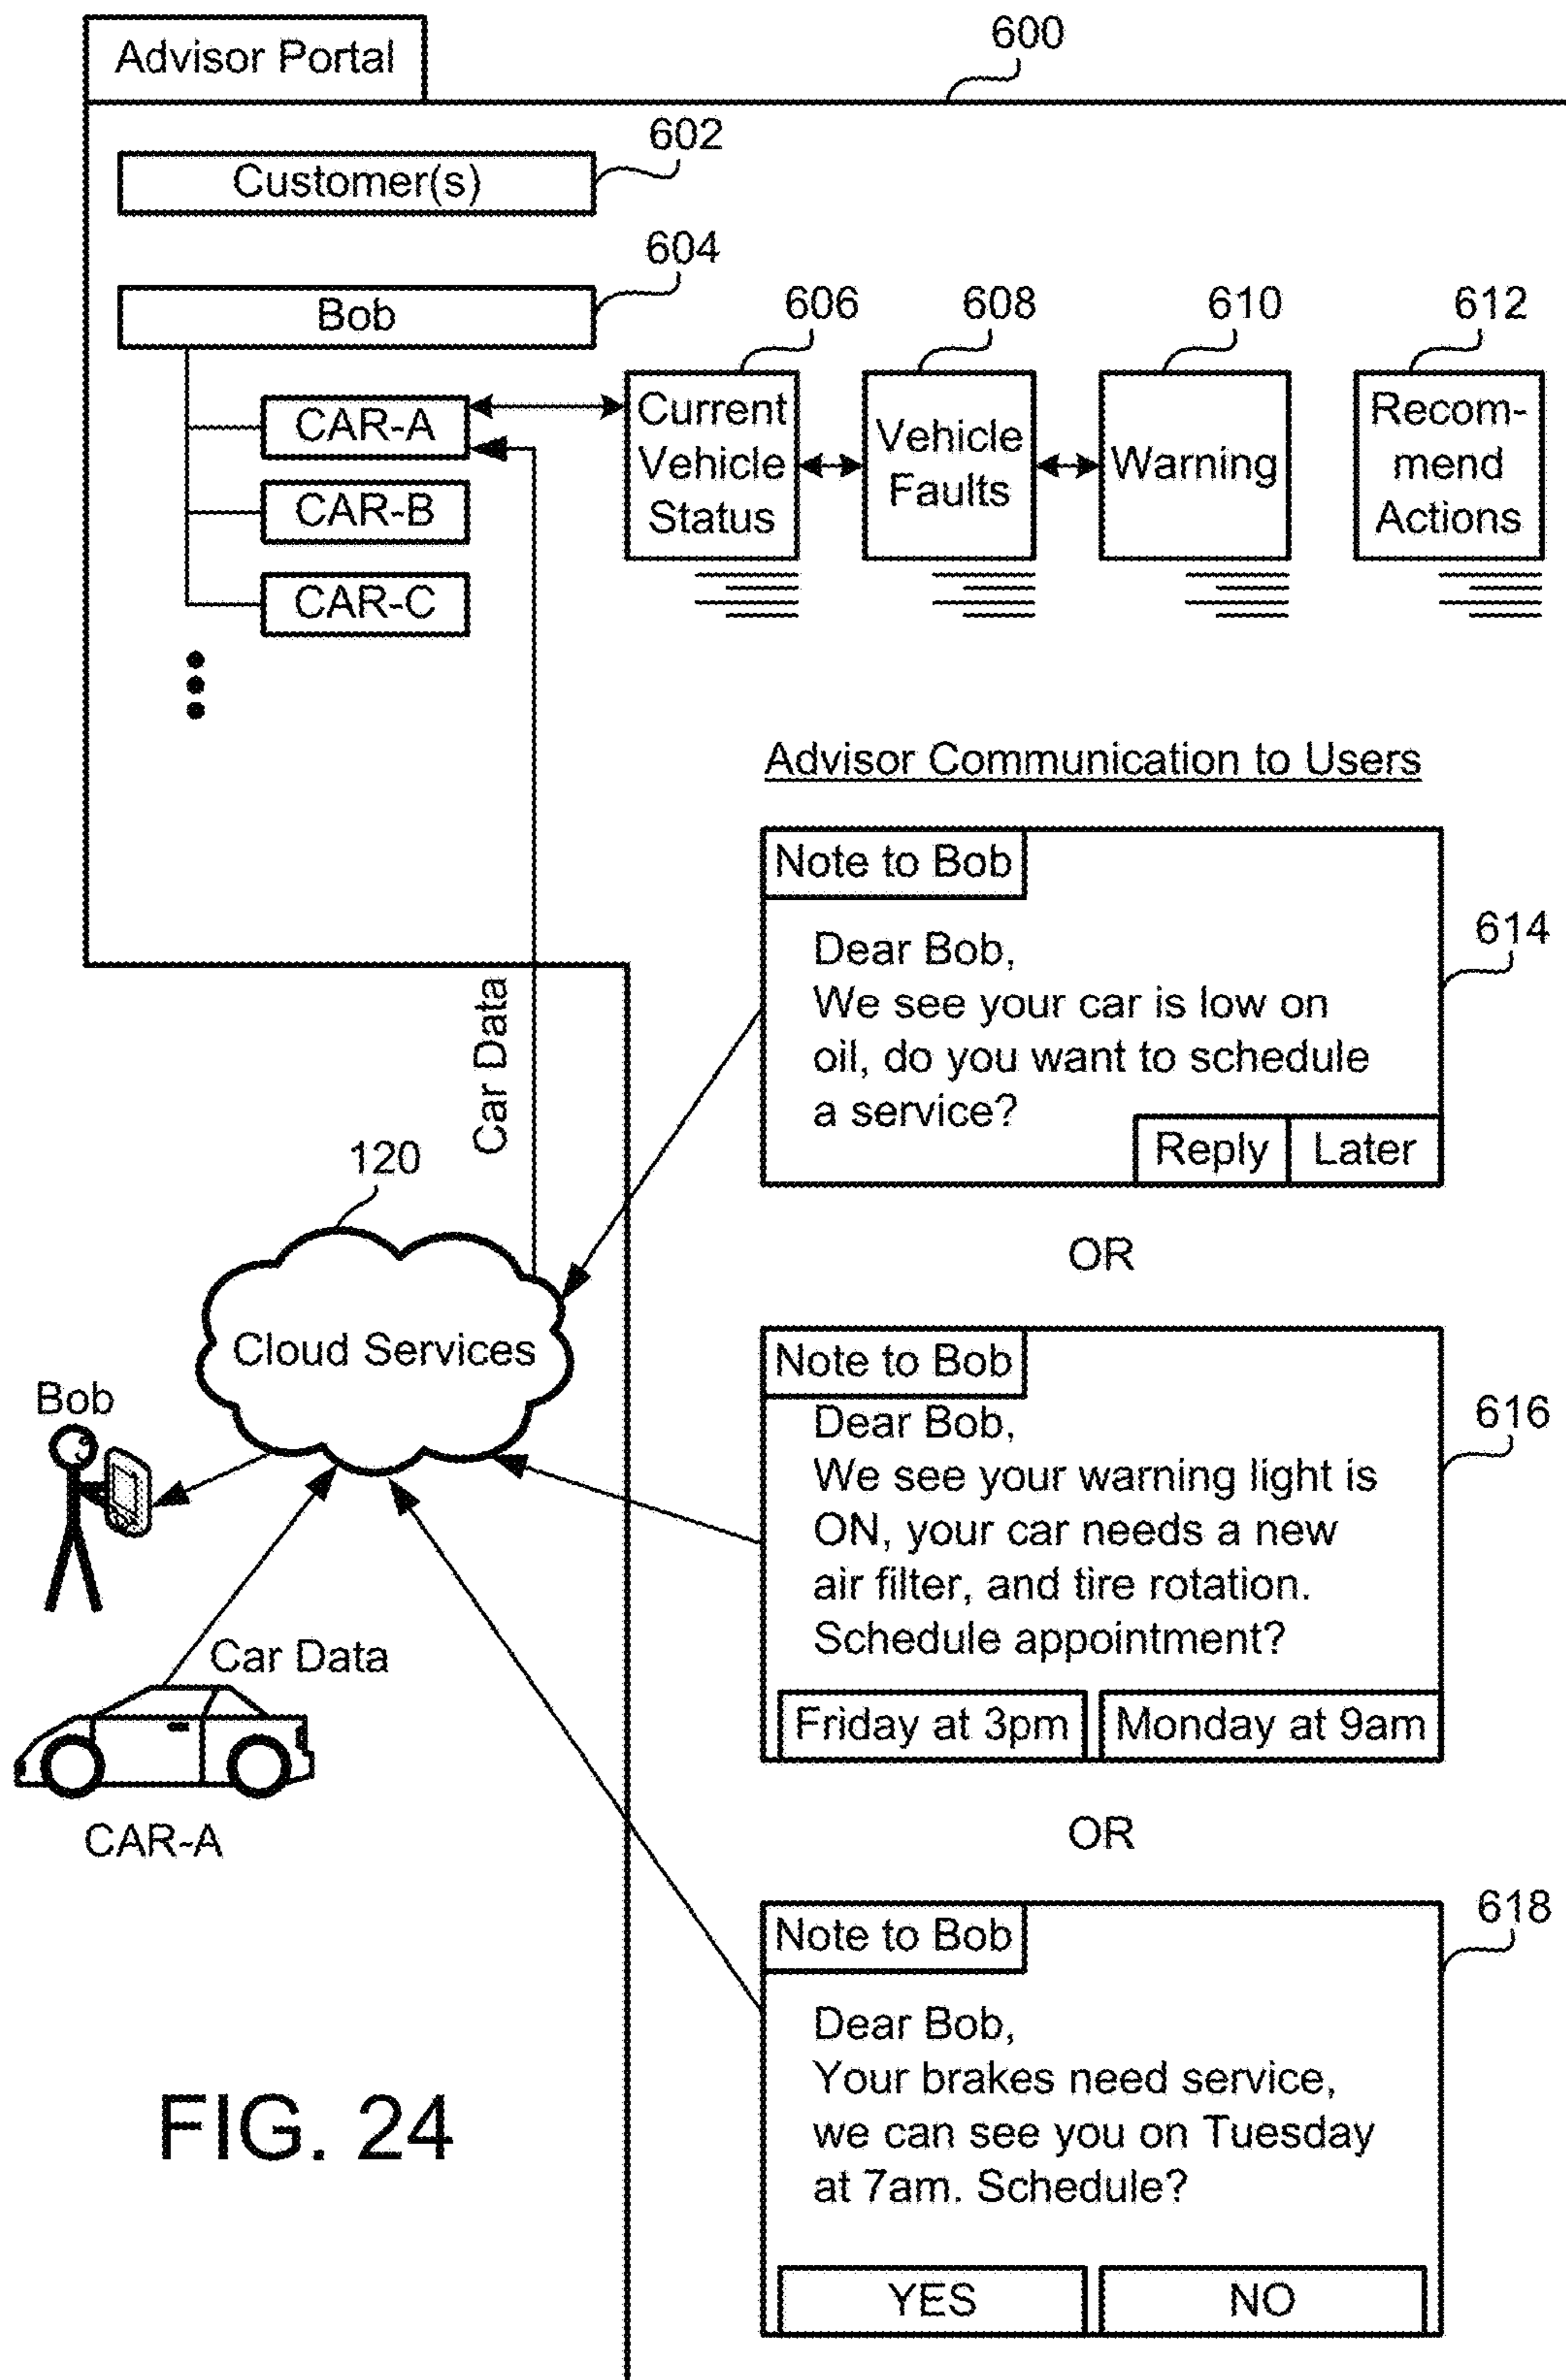 Advisor Portal
600
Customer(s)
602
Bob
604
606
608
610
612
CAR-A
CAR-B
CAR-C
Current
Vehicle
Status
Vehicle
Faults
Warning
Recom-
mend
Actions
Advisor Communication to Users
Note to Bob
Dear Bob,
We see your car is low on
oil, do you want to schedule
a service?
Reply
Later
614
OR
Note to Bob
Dear Bob,
We see your warning light is
ON, your car needs a new
air filter, and tire rotation.
Schedule appointment?
Friday at 3pm
Monday at 9am
616
OR
Note to Bob
Dear Bob,
Your brakes need service,
we can see you on Tuesday
at 7am. Schedule?
YES
NO
618
Car Data
120
Cloud Services
Bob
Car Data
CAR-A
FIG. 24